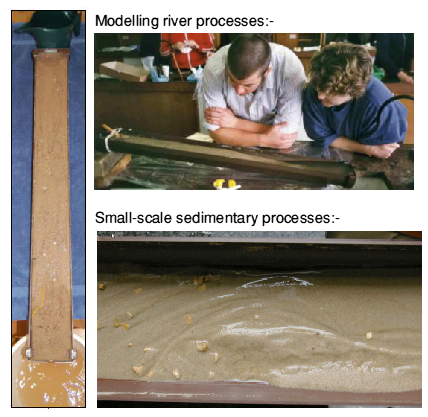 Modelling river processes:-
Small-scale sedimentary processes:-